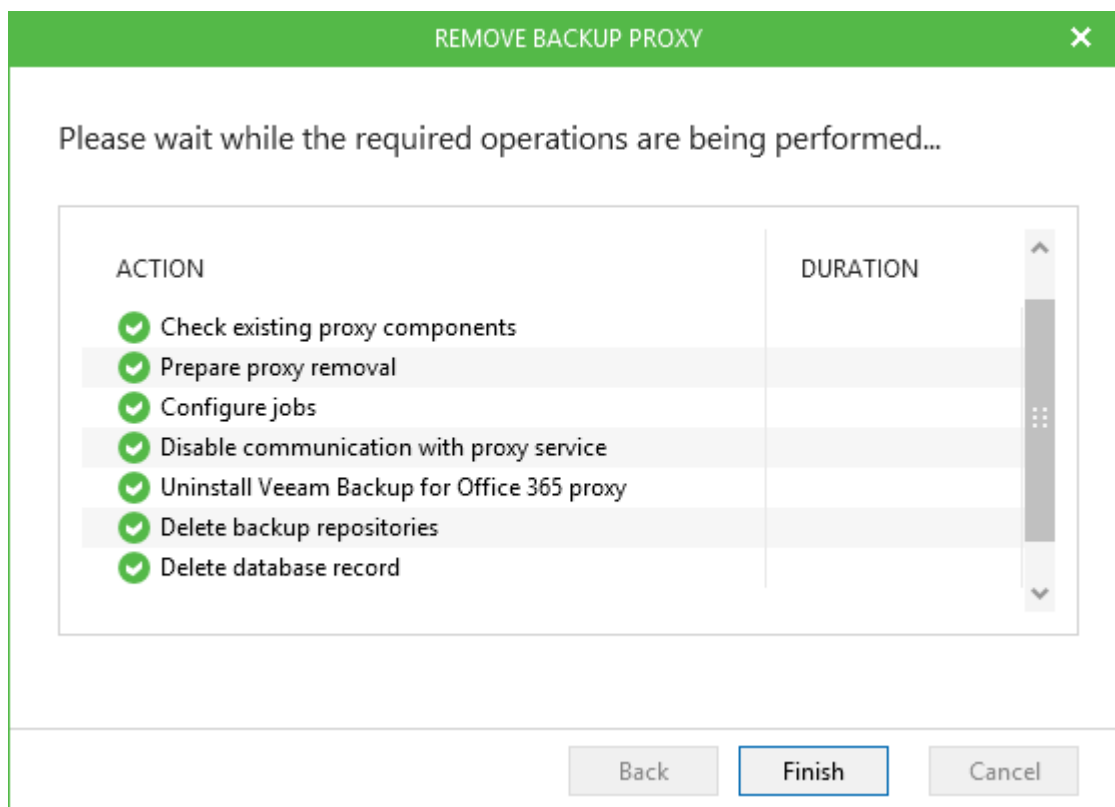 REMOVE BACKUP PROXY
Please wait while the required operations are being performed...
ACTION DURATION
Check existing proxy components
Prepare proxy removal
Configure jobs
Disable communication with proxy service
Uninstall Veeam Backup for Office 365 proxy
Delete backup repositories
Delete database record
Back Finish Cancel